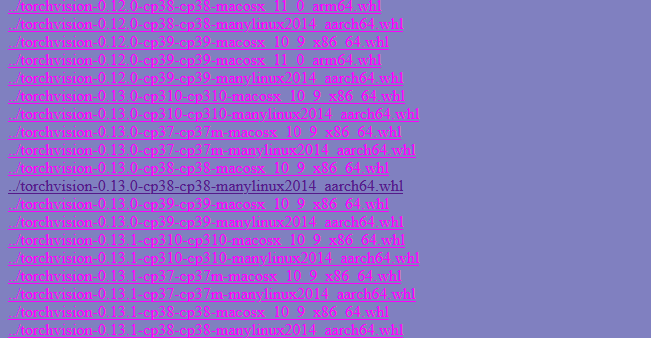 ../torchvision-0.12.0-cp38-cp38-macosx_11_0_arm64.whl
../torchvision-0.12.0-cp38-cp38-manylinux2014_aarch64.whl
../torchvision-0.12.0-cp39-cp39-macosx_10_9_x86_64.whl
../torchvision-0.12.0-cp39-cp39-macosx_11_0_arm64.whl
../torchvision-0.12.0-cp39-cp39-manylinux2014_aarch64.whl
../torchvision-0.13.0-cp310-cp310-macosx_10_9_x86_64.whl
../torchvision-0.13.0-cp310-cp310-manylinux2014_aarch64.whl
../torchvision-0.13.0-cp37-cp37m-macosx_10_9_x86_64.whl
../torchvision-0.13.0-cp37-cp37m-manylinux2014_aarch64.whl
../torchvision-0.13.0-cp38-cp38-macosx_10_9_x86_64.whl
../torchvision-0.13.0-cp38-cp38-manylinux2014_aarch64.whl
../torchvision-0.13.0-cp39-cp39-macosx_10_9_x86_64.whl
../torchvision-0.13.0-cp39-cp39-manylinux2014_aarch64.whl
../torchvision-0.13.1-cp310-cp310-macosx_10_9_x86_64.whl
../torchvision-0.13.1-cp310-cp310-manylinux2014_aarch64.whl
../torchvision-0.13.1-cp37-cp37m-macosx_10_9_x86_64.whl
../torchvision-0.13.1-cp37-cp37m-manylinux2014_aarch64.whl
../torchvision-0.13.1-cp38-cp38-macosx_10_9_x86_64.whl
../torchvision-0.13.1-cp38-cp38-manylinux2014_aarch64.whl